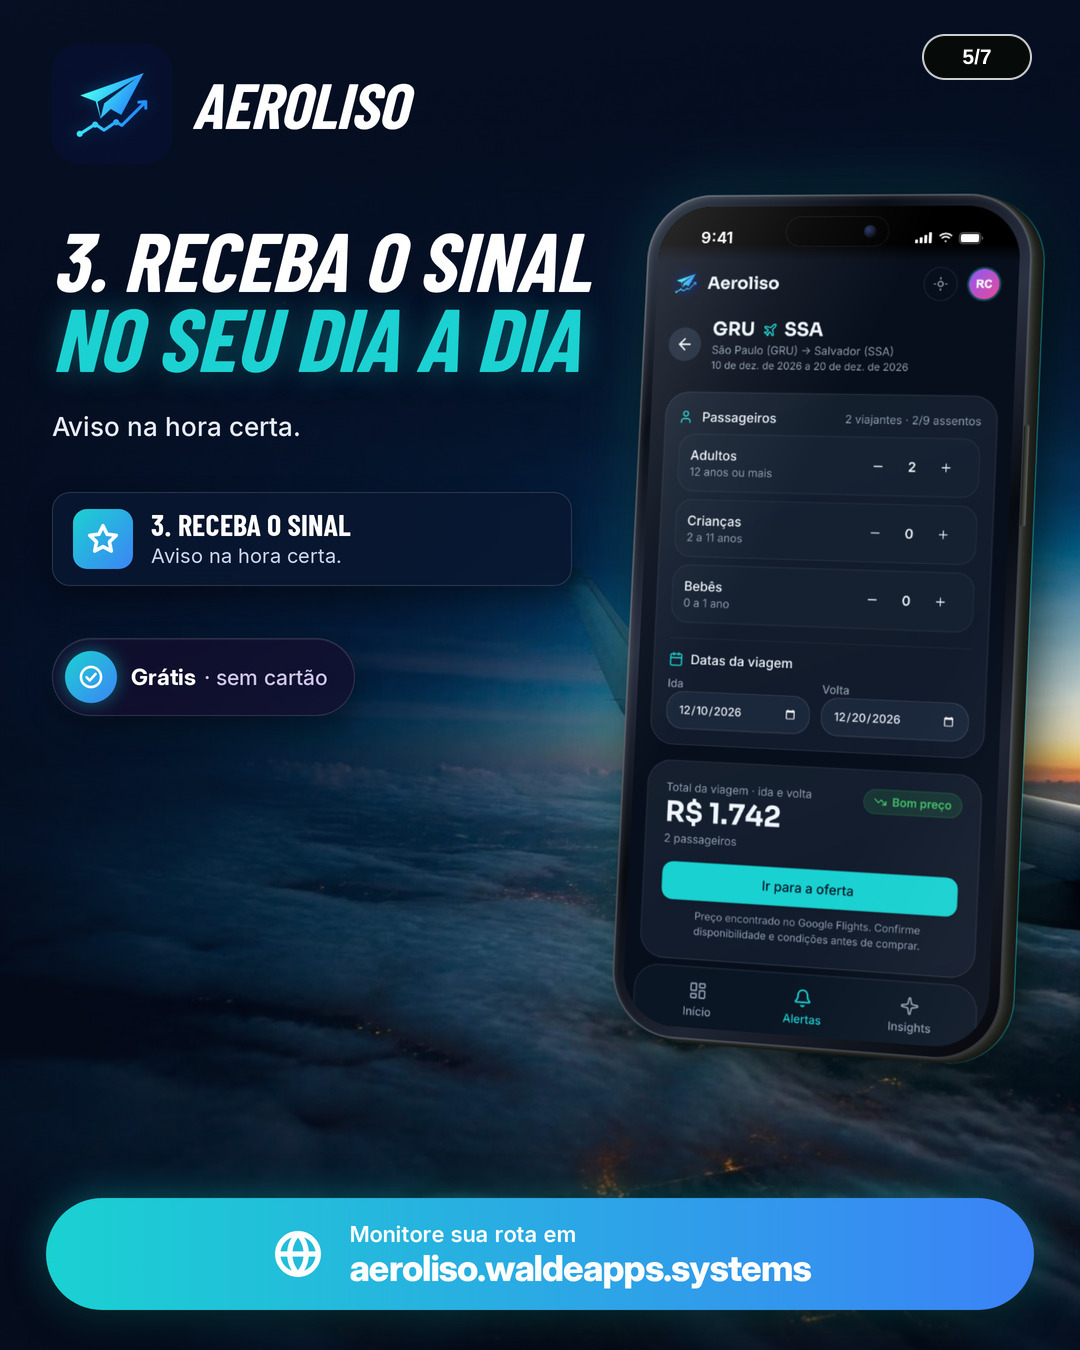 5/7
AEROLISO
3. RECEBA O SINAL
NO SEU DIA A DIA
Aviso na hora certa.
3. RECEBA O SINAL
Aviso na hora certa.
Grátis · sem cartão
9:41
Aeroliso
RC
GRU SSA
São Paulo (GRU) → Salvador (SSA)
10 de dez. de 2026 a 20 de dez. de 2026
Passageiros 2 viajantes · 2/9 assentos
Adultos
12 anos ou mais
− 2 +
Crianças
2 a 11 anos
− 0 +
Bebês
0 a 1 ano
− 0 +
Datas da viagem
Ida Volta
12/10/2026 12/20/2026
Total da viagem · ida e volta
R$ 1.742
Bom preço
2 passageiros
Ir para a oferta
Preço encontrado no Google Flights. Confirme
disponibilidade e condições antes de comprar.
Início Alertas Insights
Monitore sua rota em
aeroliso.waldeapps.systems